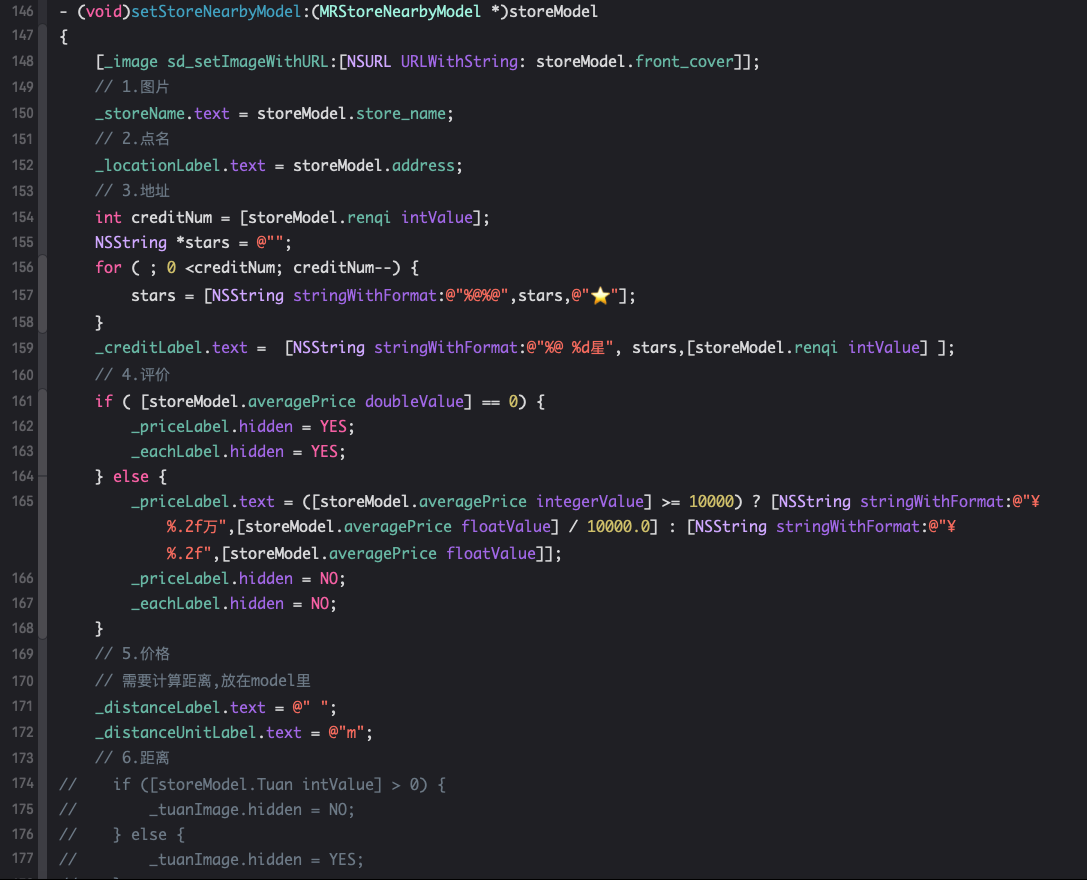 146 - (void)setStoreNearbyModel:(MRStoreNearbyModel *)storeModel
147 {
148     [_image sd_setImageWithURL:[NSURL URLWithString: storeModel.front_cover]];
149     // 1.图片
150     _storeName.text = storeModel.store_name;
151     // 2.点名
152     _locationLabel.text = storeModel.address;
153     // 3.地址
154     int creditNum = [storeModel.renqi intValue];
155     NSString *stars = @"";
156     for ( ; 0 <creditNum; creditNum--) {
157         stars = [NSString stringWithFormat:@"%@%@",stars,@"⭐"];
158     }
159     _creditLabel.text =  [NSString stringWithFormat:@"%@ %d星", stars,[storeModel.renqi intValue] ];
160     // 4.评价
161     if ( [storeModel.averagePrice doubleValue] == 0) {
162         _priceLabel.hidden = YES;
163         _eachLabel.hidden = YES;
164     } else {
165         _priceLabel.text = ([storeModel.averagePrice integerValue] >= 10000) ? [NSString stringWithFormat:@"¥
            %.2f万",[storeModel.averagePrice floatValue] / 10000.0] : [NSString stringWithFormat:@"¥
            %.2f",[storeModel.averagePrice floatValue]];
166         _priceLabel.hidden = NO;
167         _eachLabel.hidden = NO;
168     }
169     // 5.价格
170     // 需要计算距离,放在model里
171     _distanceLabel.text = @" ";
172     _distanceUnitLabel.text = @"m";
173     // 6.距离
174 //    if ([storeModel.Tuan intValue] > 0) {
175 //        _tuanImage.hidden = NO;
176 //    } else {
177 //        _tuanImage.hidden = YES;